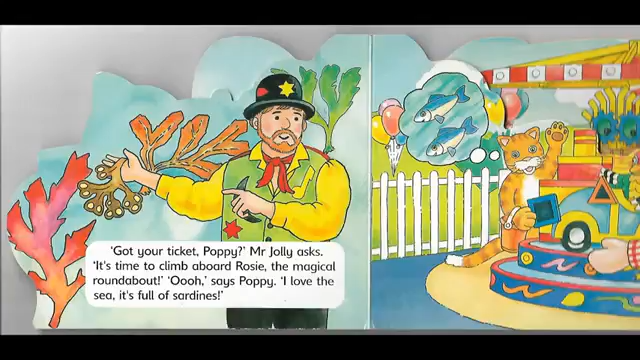 'Got your ticket, Poppy?' Mr Jolly asks.
'It's time to climb aboard Rosie, the magical
roundabout!' 'Oooh,' says Poppy. 'I love the
sea, it's full of sardines!'